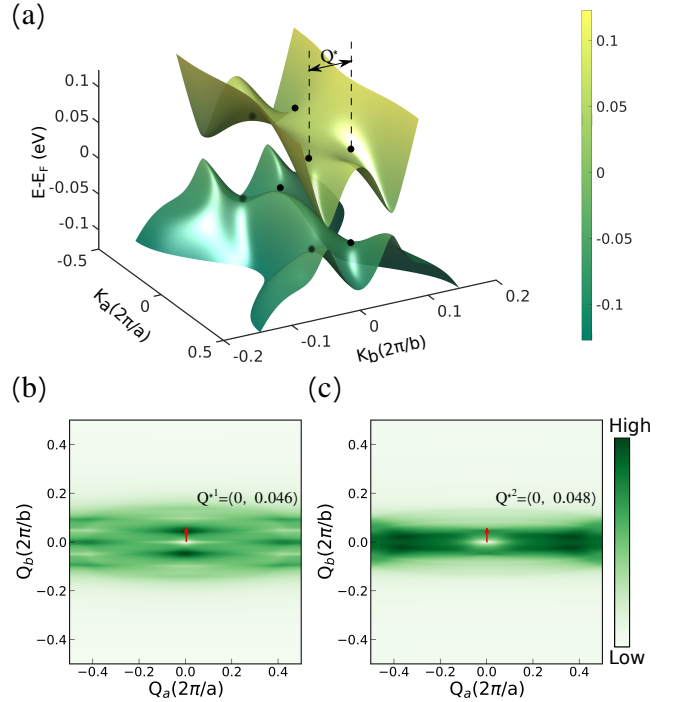 (a)
Q*
0.1
0.05
0
-0.05
-0.1
E-E_F (eV)
-0.5
0
0.5
K_a(2π/a)
-0.2
-0.1
0
0.1
0.2
K_b(2π/b)
0.1
0.05
0
-0.05
-0.1
(b)
Q*¹=(0, 0.046)
0.4
0.2
0.0
−0.2
−0.4
Q_b(2π/b)
−0.4 −0.2 0.0 0.2 0.4
Q_a(2π/a)
(c)
Q*²=(0, 0.048)
0.4
0.2
0.0
−0.2
−0.4
Q_b(2π/b)
−0.4 −0.2 0.0 0.2 0.4
Q_a(2π/a)
High
Low